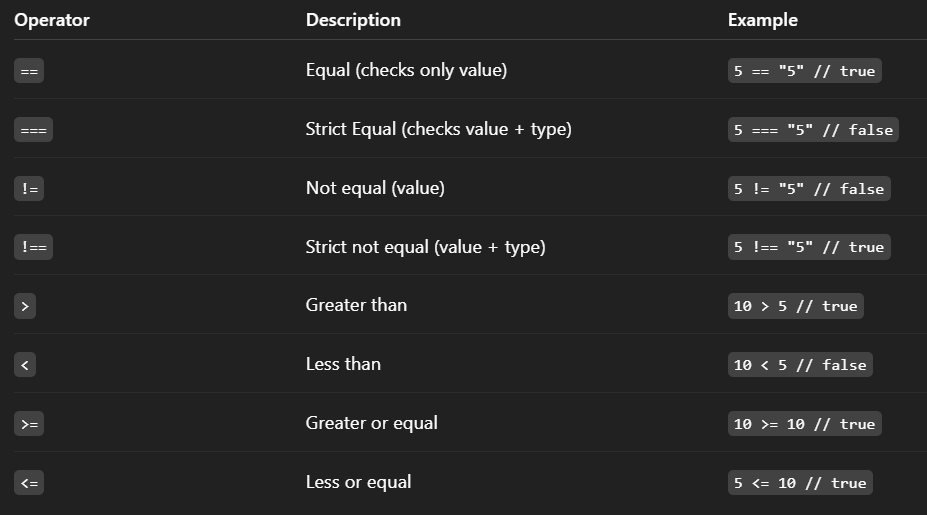 Operator Description Example
== Equal (checks only value) 5 == "5" // true
=== Strict Equal (checks value + type) 5 === "5" // false
!= Not equal (value) 5 != "5" // false
!== Strict not equal (value + type) 5 !== "5" // true
> Greater than 10 > 5 // true
< Less than 10 < 5 // false
>= Greater or equal 10 >= 10 // true
<= Less or equal 5 <= 10 // true